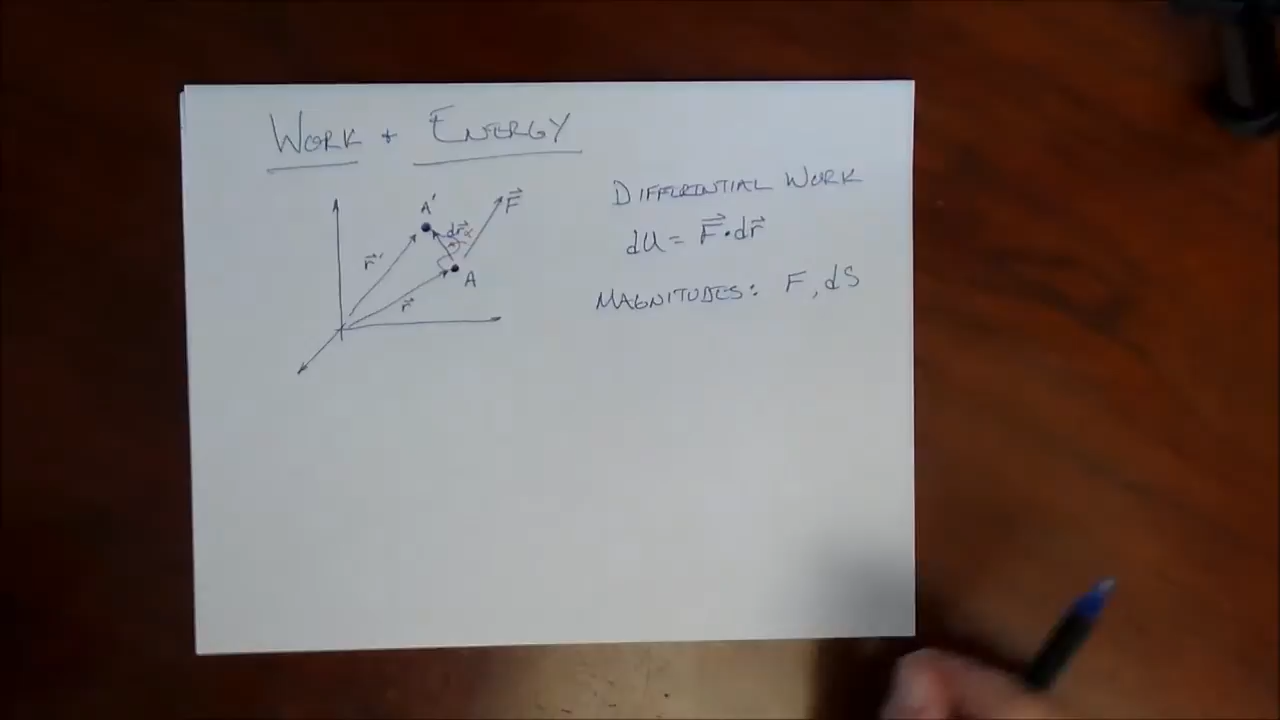 WORK + ENERGY
A'
F⃗
dr⃗
α
r⃗'
A
r⃗
DIFFERENTIAL WORK
dU = F⃗·dr⃗
MAGNITUDES: F, dS